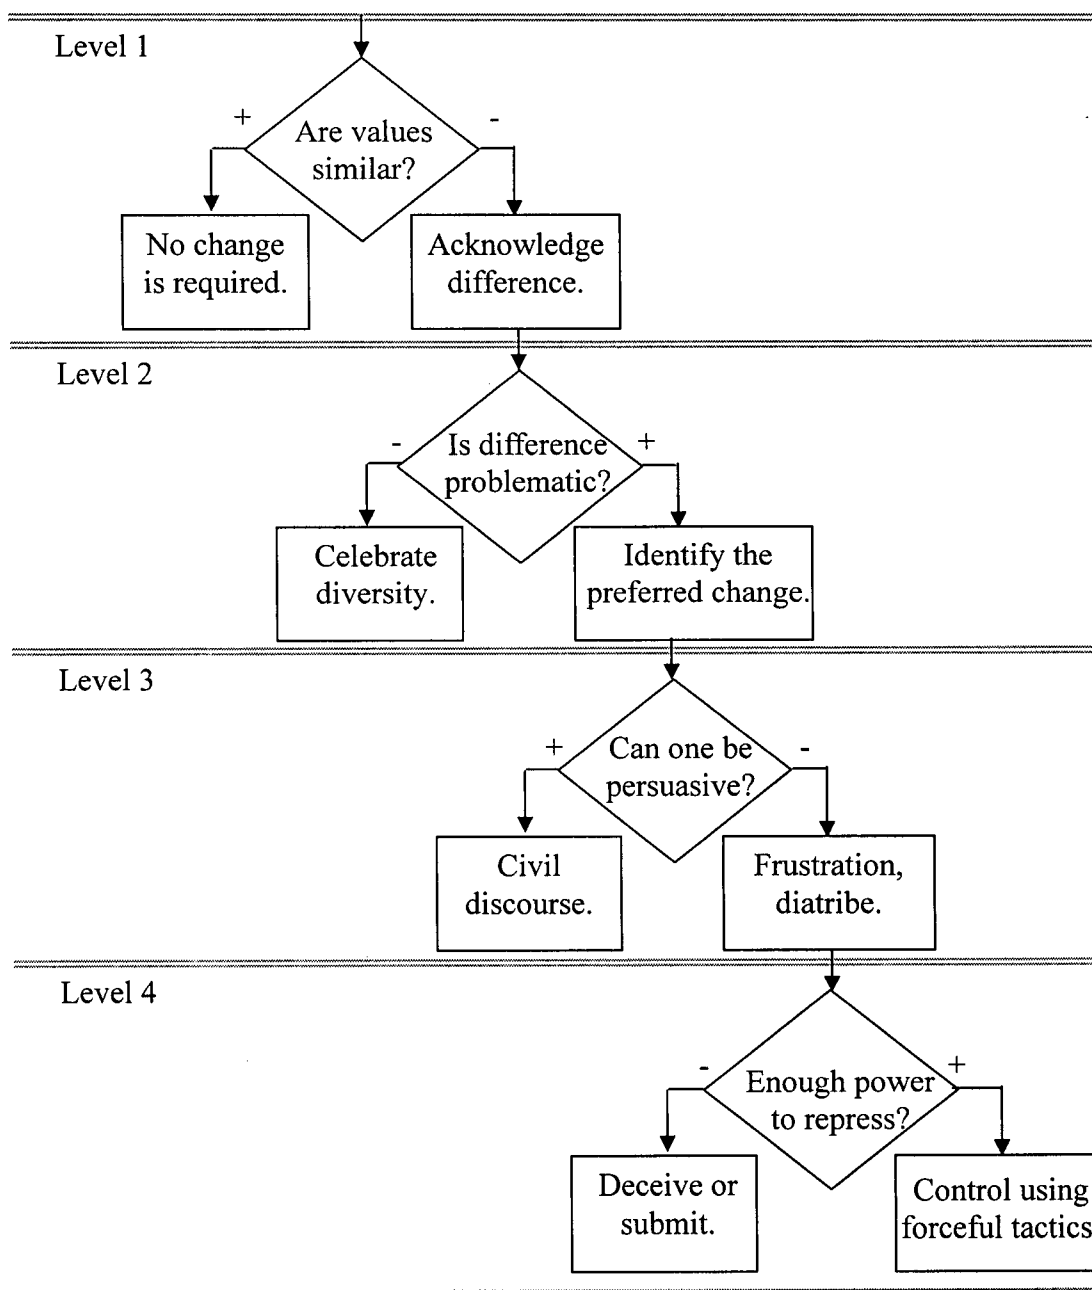 Level 1
+
-
Are values
similar?
No change
is required.
Acknowledge
difference.
Level 2
-
+
Is difference
problematic?
Celebrate
diversity.
Identify the
preferred change.
Level 3
+
-
Can one be
persuasive?
Civil
discourse.
Frustration,
diatribe.
Level 4
-
+
Enough power
to repress?
Deceive or
submit.
Control using
forceful tactics